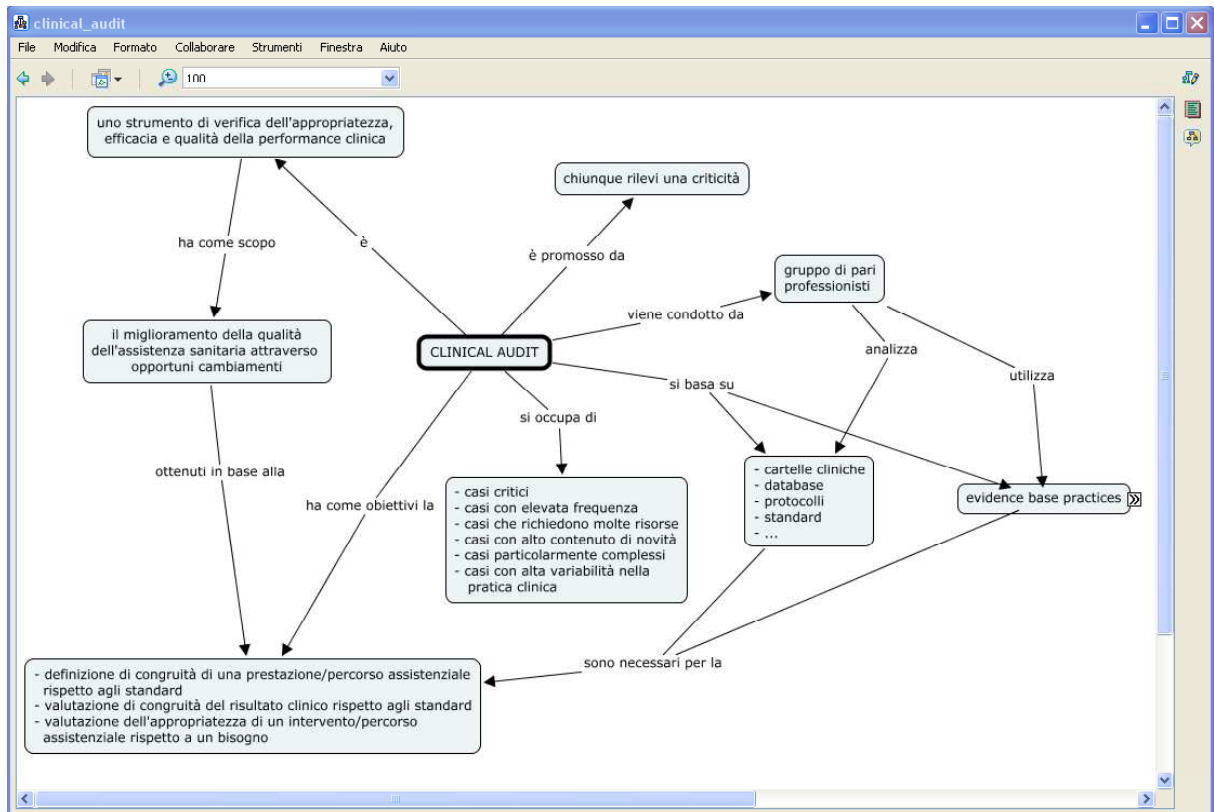 clinical_audit
File Modifica Formato Collaborare Strumenti Finestra Aiuto
100
uno strumento di verifica dell'appropriatezza,
efficacia e qualità della performance clinica
chiunque rilevi una criticità
ha come scopo
è
è promosso da
gruppo di pari
professionisti
viene condotto da
il miglioramento della qualità
dell'assistenza sanitaria attraverso
opportuni cambiamenti
CLINICAL AUDIT
analizza
utilizza
si basa su
si occupa di
ottenuti in base alla
ha come obiettivi la
- casi critici
- casi con elevata frequenza
- casi che richiedono molte risorse
- casi con alto contenuto di novità
- casi particolarmente complessi
- casi con alta variabilità nella
pratica clinica
- cartelle cliniche
- database
- protocolli
- standard
- ...
evidence base practices
sono necessari per la
- definizione di congruità di una prestazione/percorso assistenziale
rispetto agli standard
- valutazione di congruità del risultato clinico rispetto agli standard
- valutazione dell'appropriatezza di un intervento/percorso
assistenziale rispetto a un bisogno